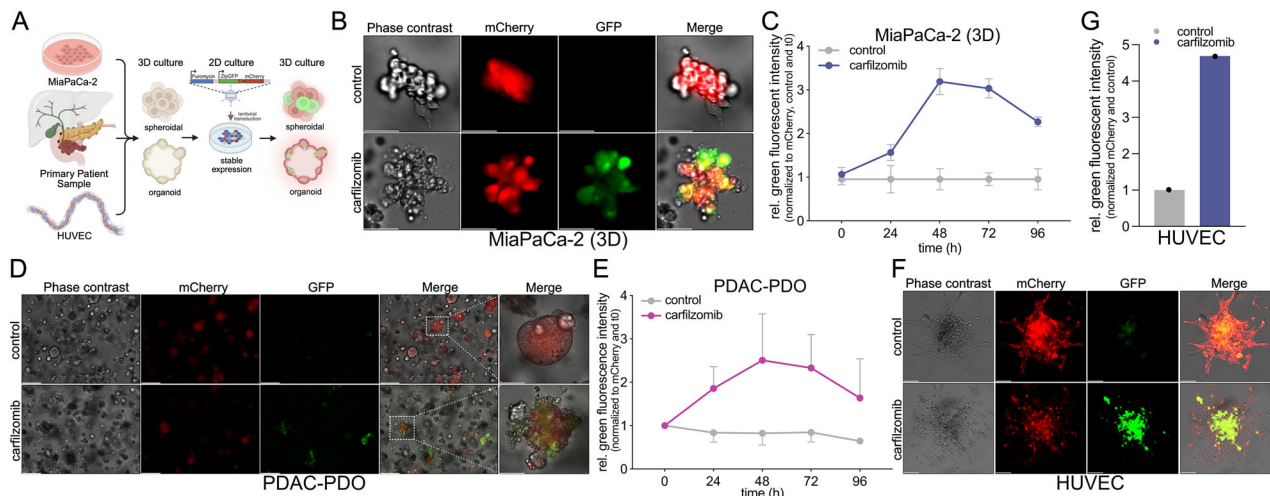 A
MiaPaCa-2
Primary Patient
Sample
HUVEC
3D culture
spheroidal
organoid
2D culture
Puromycin
ZipGFP
mCherry
lentiviral
transduction
stable
expression
3D culture
spheroidal
organoid
B
Phase contrast
mCherry
GFP
Merge
control
carfilzomib
MiaPaCa-2 (3D)
C
MiaPaCa-2 (3D)
control
carfilzomib
rel. green fluorescent intensity
(normalized to mCherry, control and t0)
4
3
2
1
0
0 24 48 72 96
time (h)
G
control
carfilzomib
rel. green fluorescent intensity
(normalized mCherry and control)
5
4
3
2
1
0
HUVEC
D
Phase contrast
mCherry
GFP
Merge
Merge
control
carfilzomib
PDAC-PDO
E
PDAC-PDO
control
carfilzomib
rel. green fluorescence intensity
(normalized to mCherry and t0)
4
3
2
1
0
0 24 48 72 96
time (h)
F
Phase contrast
mCherry
GFP
Merge
control
carfilzomib
HUVEC